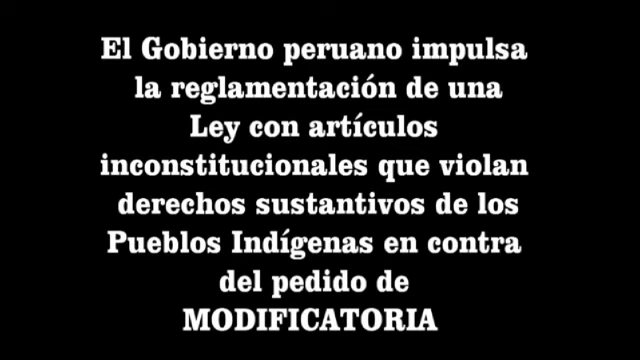 El Gobierno peruano impulsa
la reglamentación de una
Ley con artículos
inconstitucionales que violan
derechos sustantivos de los
Pueblos Indígenas en contra
del pedido de
MODIFICATORIA